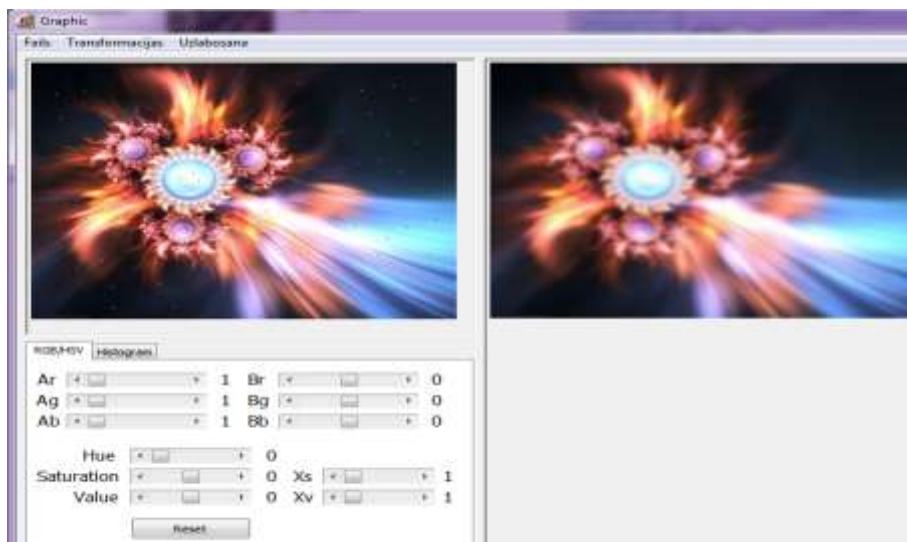 Graphic
Fails Transformacijas Uzlabosana
RGB/HSV Histogram
Ar 1 Br 0
Ag 1 Bg 0
Ab 1 Bb 0
Hue 0
Saturation 0 Xs 1
Value 0 Xv 1
Reset